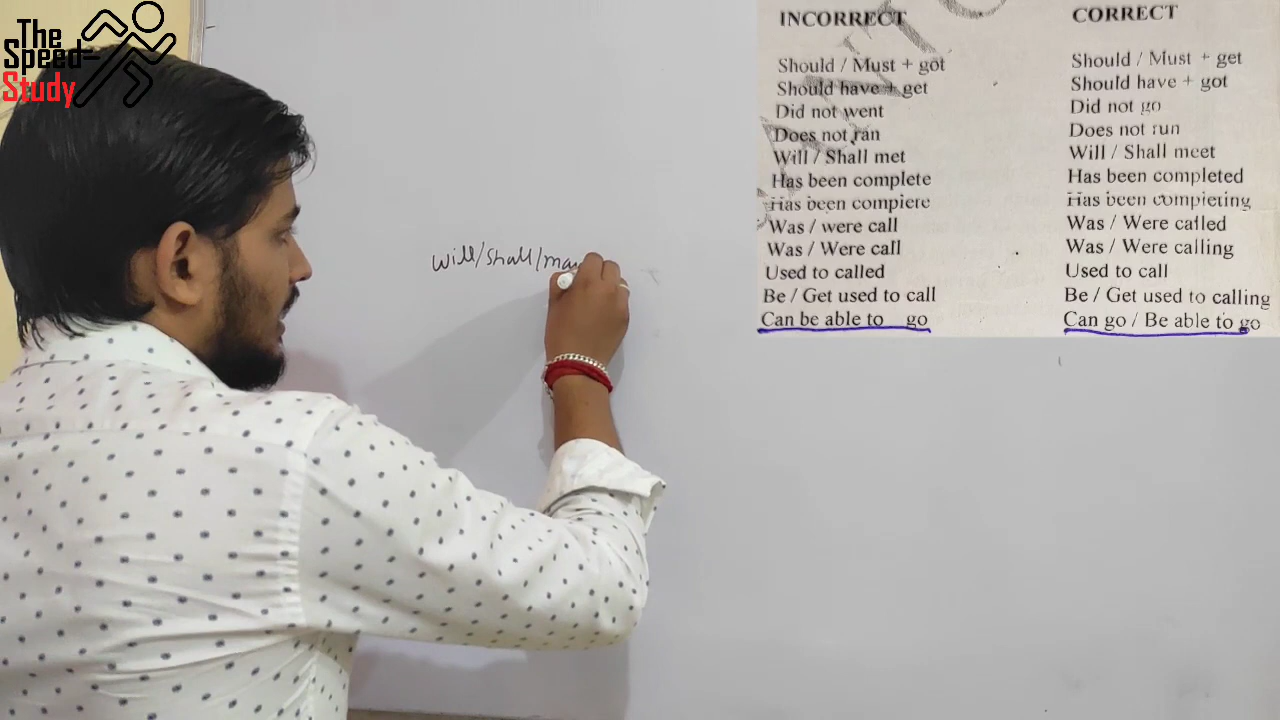 The
Speed-
Study
will/shall/may
INCORRECT
Should / Must + got
Should have + get
Did not went
Does not ran
Will / Shall met
Has been complete
Has been complete
Was / were call
Was / Were call
Used to called
Be / Get used to call
Can be able to go
CORRECT
Should / Must + get
Should have + got
Did not go
Does not run
Will / Shall meet
Has been completed
Has been completing
Was / Were called
Was / Were calling
Used to call
Be / Get used to calling
Can go / Be able to go